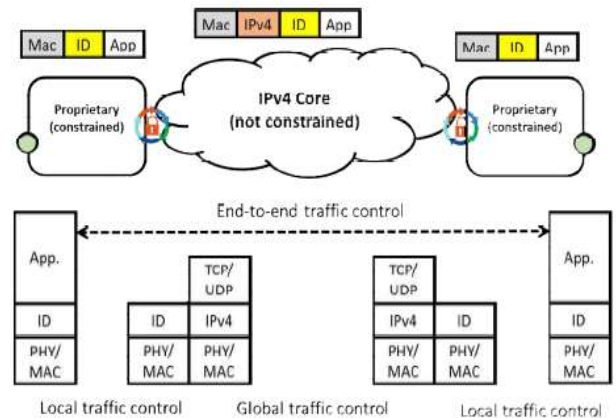 Mac IPv4 ID App
Mac ID App
Mac ID App
Proprietary
(constrained)
IPv4 Core
(not constrained)
Proprietary
(constrained)
End-to-end traffic control
App.
TCP/
UDP
TCP/
UDP
App.
ID
ID
IPv4
IPv4
ID
ID
PHY/
MAC
PHY/
MAC
PHY/
MAC
PHY/
MAC
PHY/
MAC
PHY/
MAC
Local traffic control
Global traffic control
Local traffic control